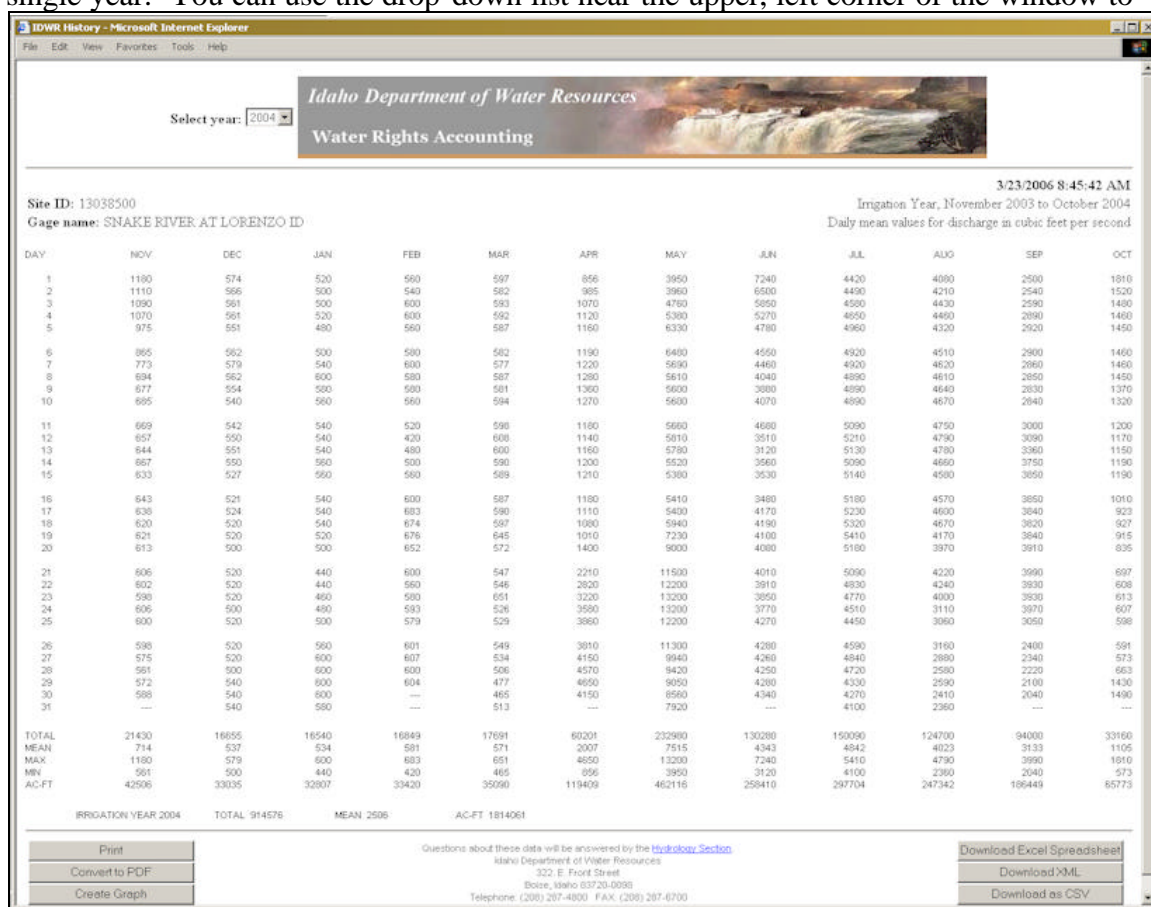 single year. You can use the drop-down list near the upper, left corner of the window to
IDWR History - Microsoft Internet Explorer
File Edit View Favorites Tools Help
Idaho Department of Water Resources
Select year: 2004
Water Rights Accounting
3/23/2006 8:45:42 AM
Site ID: 13038500 Irrigation Year, November 2003 to October 2004
Gage name: SNAKE RIVER AT LORENZO ID Daily mean values for discharge in cubic feet per second
DAY NOV DEC JAN FEB MAR APR MAY JUN JUL AUG SEP OCT
1 1180 574 520 560 597 856 3950 7240 4420 4080 2500 1810
2 1110 566 500 540 582 985 3960 6500 4490 4210 2540 1520
3 1090 561 500 600 593 1070 4760 5850 4580 4430 2590 1480
4 1070 561 520 600 592 1120 5380 5270 4650 4460 2890 1460
5 975 551 480 560 587 1160 6330 4780 4960 4320 2920 1450
6 865 562 500 580 582 1190 6480 4550 4920 4510 2900 1460
7 773 579 540 600 577 1220 5690 4460 4920 4620 2860 1460
8 694 562 600 580 587 1280 5610 4040 4890 4610 2850 1450
9 677 554 580 580 581 1360 5600 3880 4890 4640 2830 1370
10 685 540 560 560 594 1270 5600 4070 4890 4670 2840 1320
11 669 542 540 520 598 1180 5660 4680 5090 4750 3000 1200
12 657 550 540 420 608 1140 5810 3510 5210 4790 3090 1170
13 644 551 540 480 600 1160 5780 3120 5130 4780 3360 1150
14 667 550 560 500 590 1200 5520 3560 5090 4660 3750 1190
15 633 527 560 560 589 1210 5380 3530 5140 4580 3850 1190
16 643 521 540 600 587 1180 5410 3480 5180 4570 3850 1010
17 638 524 540 683 590 1110 5400 4170 5230 4600 3840 923
18 620 520 540 674 597 1080 5940 4190 5320 4670 3820 927
19 621 520 520 676 645 1010 7230 4100 5410 4170 3840 915
20 613 500 500 652 572 1400 9000 4080 5180 3970 3910 835
21 606 520 440 600 547 2210 11500 4010 5090 4220 3990 697
22 602 520 440 560 546 2820 12200 3910 4830 4240 3930 608
23 598 520 460 580 651 3220 13200 3850 4770 4000 3930 613
24 606 500 480 593 526 3580 13200 3770 4510 3110 3970 607
25 600 520 500 579 529 3860 12200 4270 4450 3060 3050 598
26 598 520 560 601 549 3810 11300 4280 4590 3160 2400 591
27 575 520 600 607 534 4150 9940 4260 4840 2880 2340 573
28 561 500 600 600 506 4570 9420 4250 4720 2580 2220 663
29 572 540 600 604 477 4650 9050 4280 4330 2590 2100 1430
30 588 540 600 --- 465 4150 8560 4340 4270 2410 2040 1490
31 --- 540 580 --- 513 --- 7920 --- 4100 2360 --- ---
TOTAL 21430 16655 16540 16849 17691 60201 232980 130280 150090 124700 94000 33160
MEAN 714 537 534 581 571 2007 7515 4343 4842 4023 3133 1105
MAX 1180 579 600 683 651 4650 13200 7240 5410 4790 3990 1810
MIN 561 500 440 420 465 856 3950 3120 4100 2360 2040 573
AC-FT 42506 33035 32807 33420 35090 119409 462116 258410 297704 247342 186449 65773
IRRIGATION YEAR 2004 TOTAL 914576 MEAN 2506 AC-FT 1814061
Print Questions about these data will be answered by the Hydrology Section. Download Excel Spreadsheet
Idaho Department of Water Resources
Convert to PDF 322, E. Front Street Download XML
Boise, Idaho 83720-0098
Create Graph Telephone: (208) 287-4800 FAX: (208) 287-6700 Download as CSV